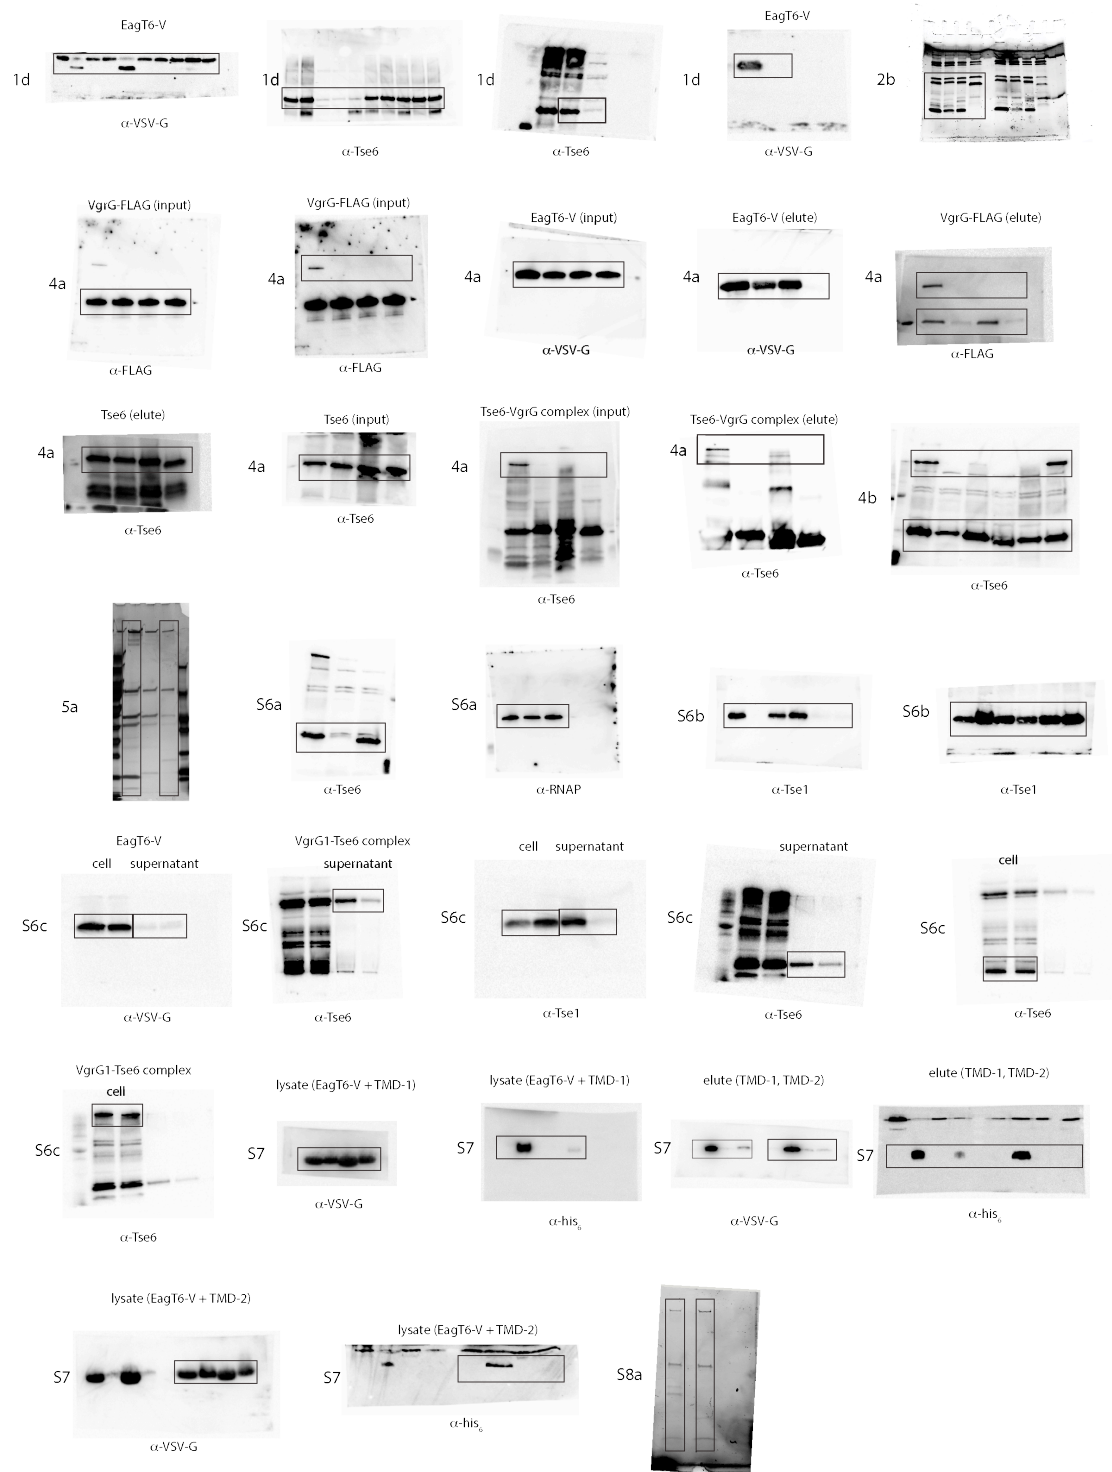 EagT6-V
1d
α-VSV-G
1d
α-Tse6
1d
α-Tse6
EagT6-V
1d
α-VSV-G
2b
VgrG-FLAG (input)
4a
α-FLAG
VgrG-FLAG (input)
4a
α-FLAG
EagT6-V (input)
4a
α-VSV-G
EagT6-V (elute)
4a
α-VSV-G
VgrG-FLAG (elute)
4a
α-FLAG
Tse6 (elute)
4a
α-Tse6
Tse6 (input)
4a
α-Tse6
Tse6-VgrG complex (input)
4a
α-Tse6
Tse6-VgrG complex (elute)
4a
α-Tse6
4b
α-Tse6
5a
S6a
α-Tse6
S6a
α-RNAP
S6b
α-Tse1
S6b
α-Tse1
EagT6-V
cell supernatant
S6c
α-VSV-G
VgrG1-Tse6 complex
supernatant
S6c
α-Tse6
cell supernatant
S6c
α-Tse1
supernatant
S6c
α-Tse6
cell
S6c
α-Tse6
VgrG1-Tse6 complex
cell
S6c
α-Tse6
lysate (EagT6-V + TMD-1)
S7
α-VSV-G
lysate (EagT6-V + TMD-1)
S7
α-his₆
elute (TMD-1, TMD-2)
S7
α-VSV-G
elute (TMD-1, TMD-2)
S7
α-his₆
lysate (EagT6-V + TMD-2)
S7
α-VSV-G
lysate (EagT6-V + TMD-2)
S7
α-his₆
S8a